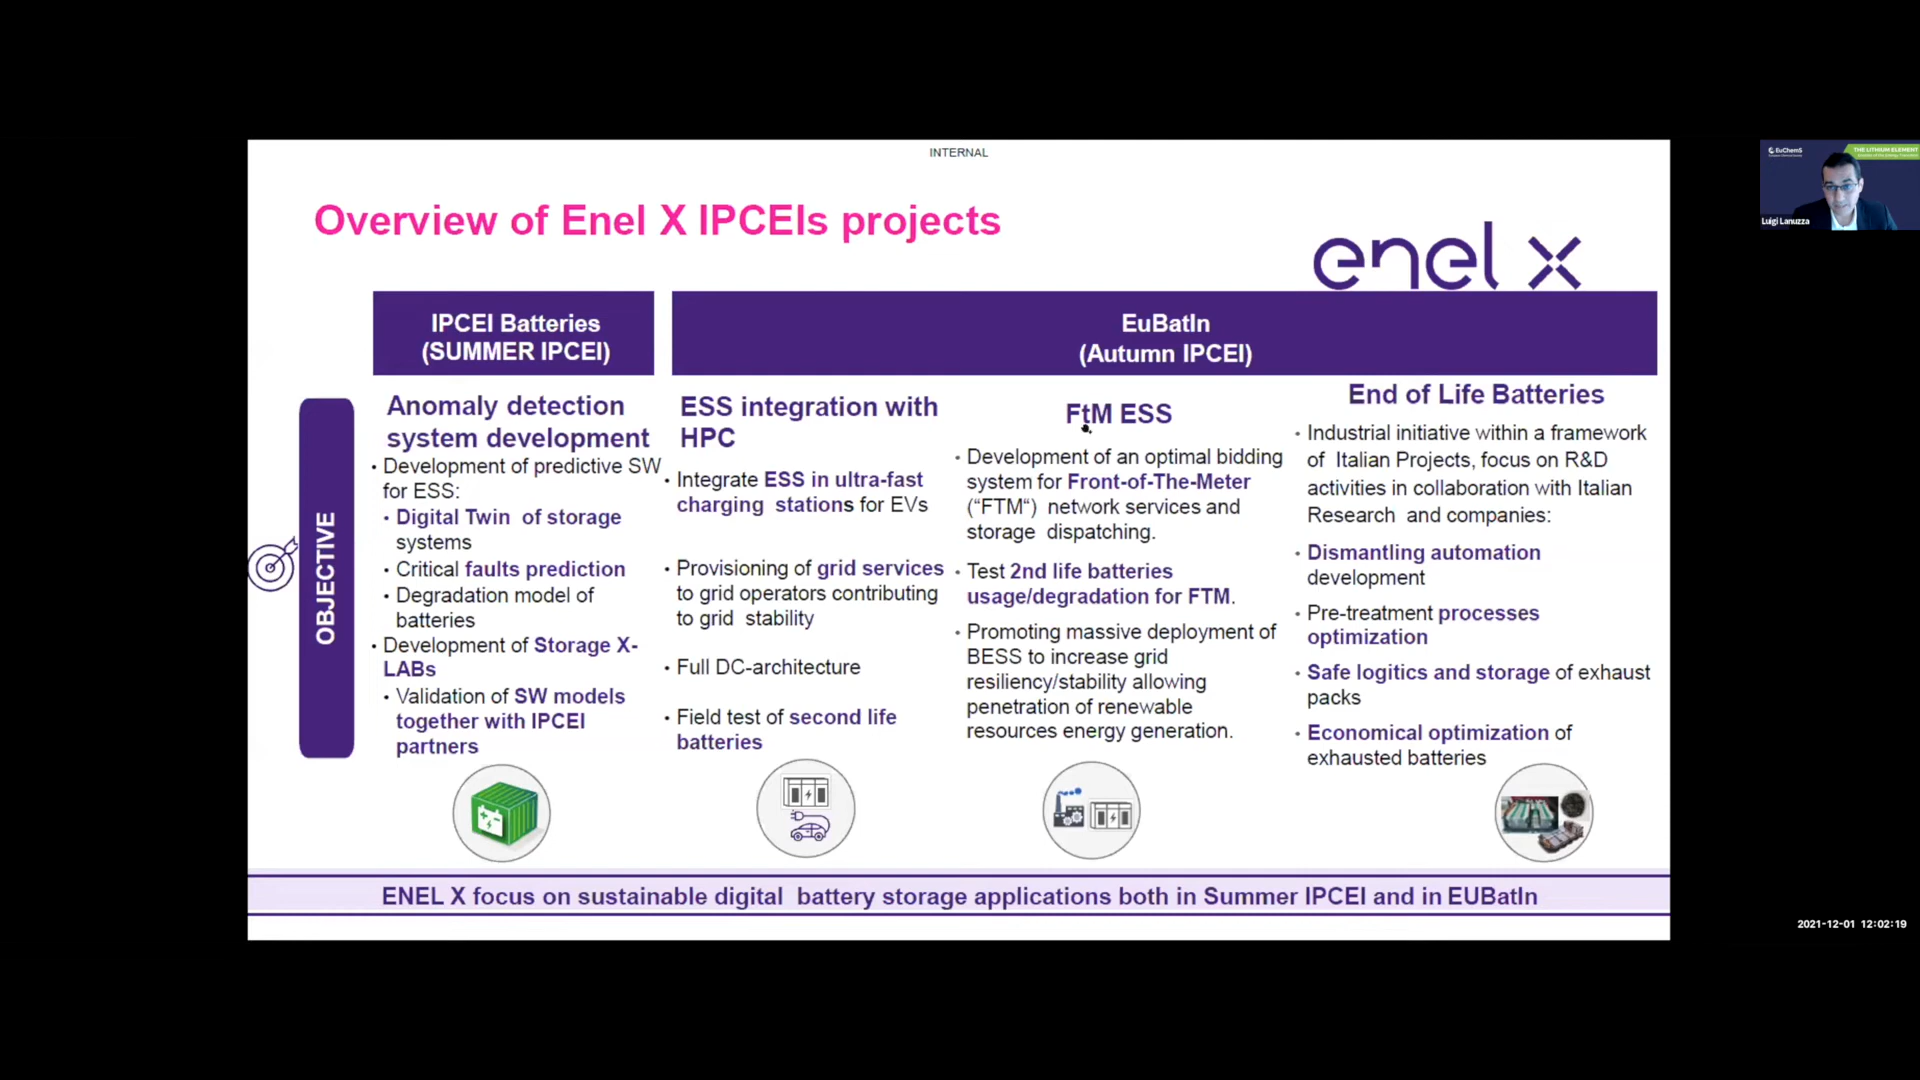 INTERNAL
Overview of Enel X IPCEIs projects
enel x
IPCEI Batteries
(SUMMER IPCEI)
EuBatIn
(Autumn IPCEI)
OBJECTIVE
Anomaly detection
system development
• Development of predictive SW
for ESS:
• Digital Twin of storage
systems
• Critical faults prediction
• Degradation model of
batteries
• Development of Storage X-
LABs
• Validation of SW models
together with IPCEI
partners
ESS integration with
HPC
• Integrate ESS in ultra-fast
charging stations for EVs
• Provisioning of grid services
to grid operators contributing
to grid stability
• Full DC-architecture
• Field test of second life
batteries
FtM ESS
• Development of an optimal bidding
system for Front-of-The-Meter
("FTM") network services and
storage dispatching.
• Test 2nd life batteries
usage/degradation for FTM.
• Promoting massive deployment of
BESS to increase grid
resiliency/stability allowing
penetration of renewable
resources energy generation.
End of Life Batteries
• Industrial initiative within a framework
of Italian Projects, focus on R&D
activities in collaboration with Italian
Research and companies:
• Dismantling automation
development
• Pre-treatment processes
optimization
• Safe logitics and storage of exhaust
packs
• Economical optimization of
exhausted batteries
ENEL X focus on sustainable digital battery storage applications both in Summer IPCEI and in EUBatIn
EuChemS
THE LITHIUM ELEMENT
Luigi Lanuzza
2021-12-01 12:02:19